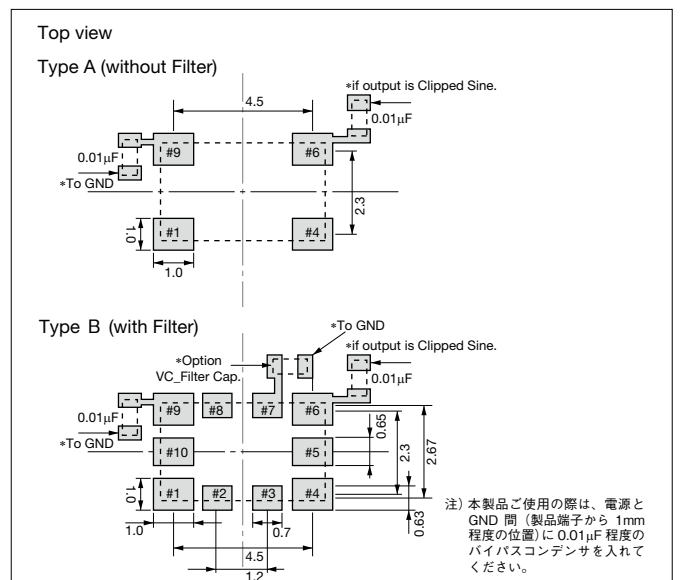 Top view
Type A (without Filter)
*if output is Clipped Sine.
4.5
0.01μF
#9
#6
0.01μF
*To GND
2.3
1.0
#1
#4
1.0
Type B (with Filter)
*To GND
*if output is Clipped Sine.
*Option
VC_Filter Cap.
0.01μF
0.01μF
#9
#8
#7
#6
*To GND
0.65
2.3
2.67
#10
#5
1.0
#1
#2
#3
#4
0.63
1.0
0.7
4.5
1.2
注) 本製品ご使用の際は、電源と
GND 間 (製品端子から 1mm
程度の位置)に 0.01μF 程度の
バイパスコンデンサを入れて
ください。